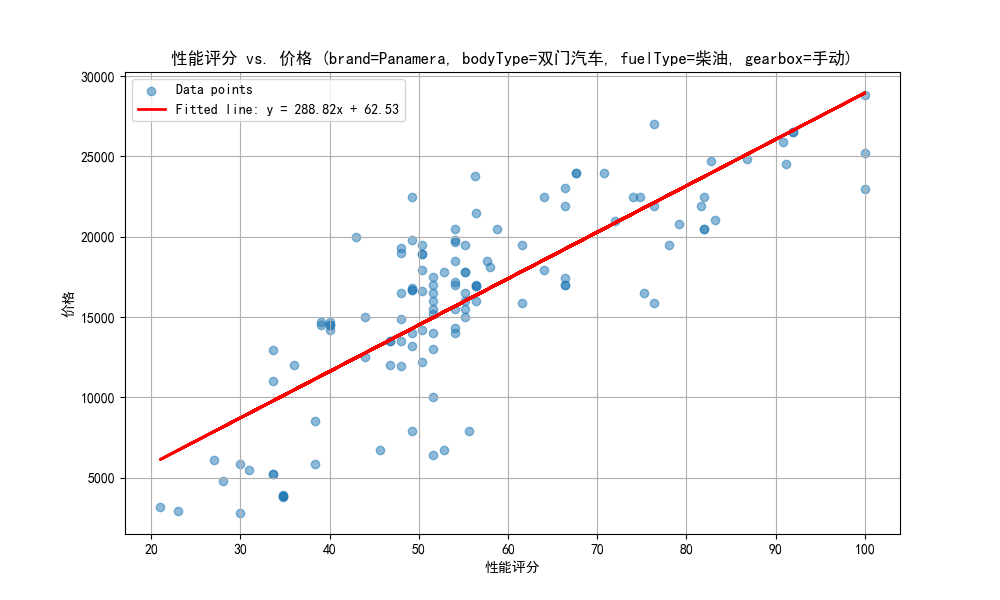 性能评分 vs. 价格 (brand=Panamera, bodyType=双门汽车, fuelType=柴油, gearbox=手动)
Data points
Fitted line: y = 288.82x + 62.53
30000
25000
20000
15000
10000
5000
价格
20 30 40 50 60 70 80 90 100
性能评分